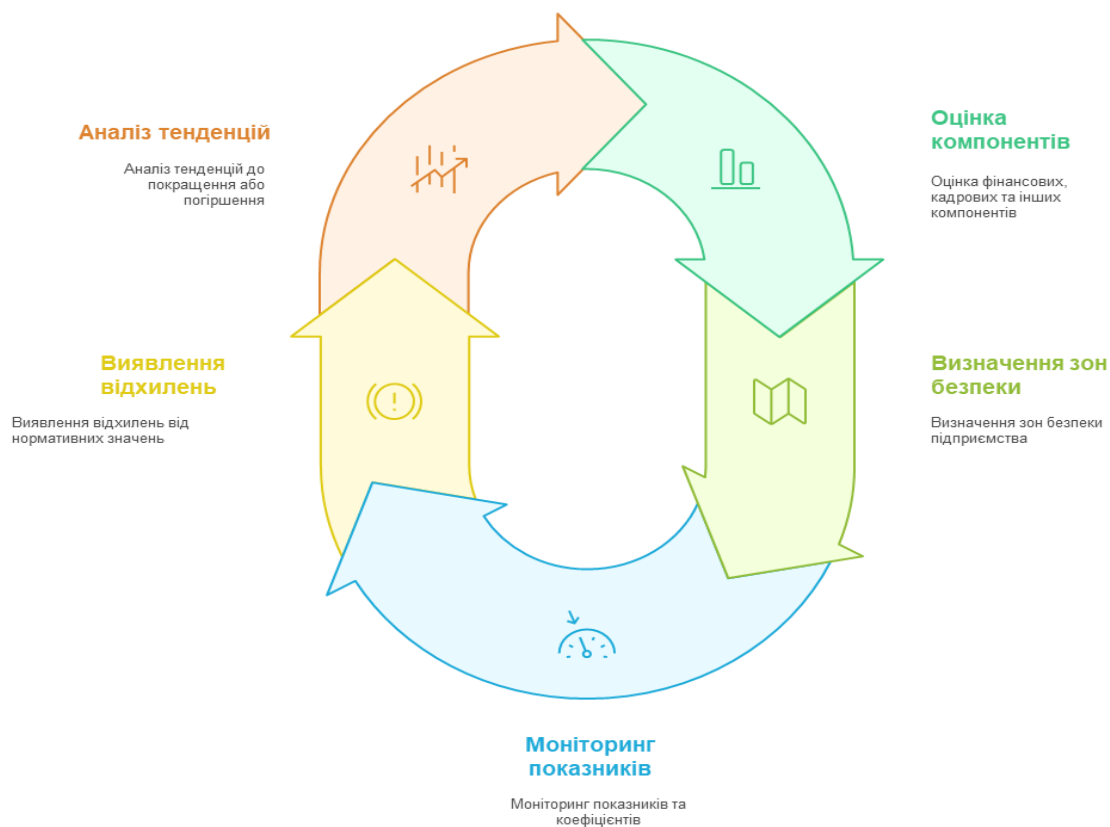 Аналіз тенденцій
Аналіз тенденцій до
покращення або
погіршення
Оцінка
компонентів
Оцінка фінансових,
кадрових та інших
компонентів
Виявлення
відхилень
Виявлення відхилень від
нормативних значень
Визначення зон
безпеки
Визначення зон безпеки
підприємства
Моніторинг
показників
Моніторинг показників та
коефіцієнтів